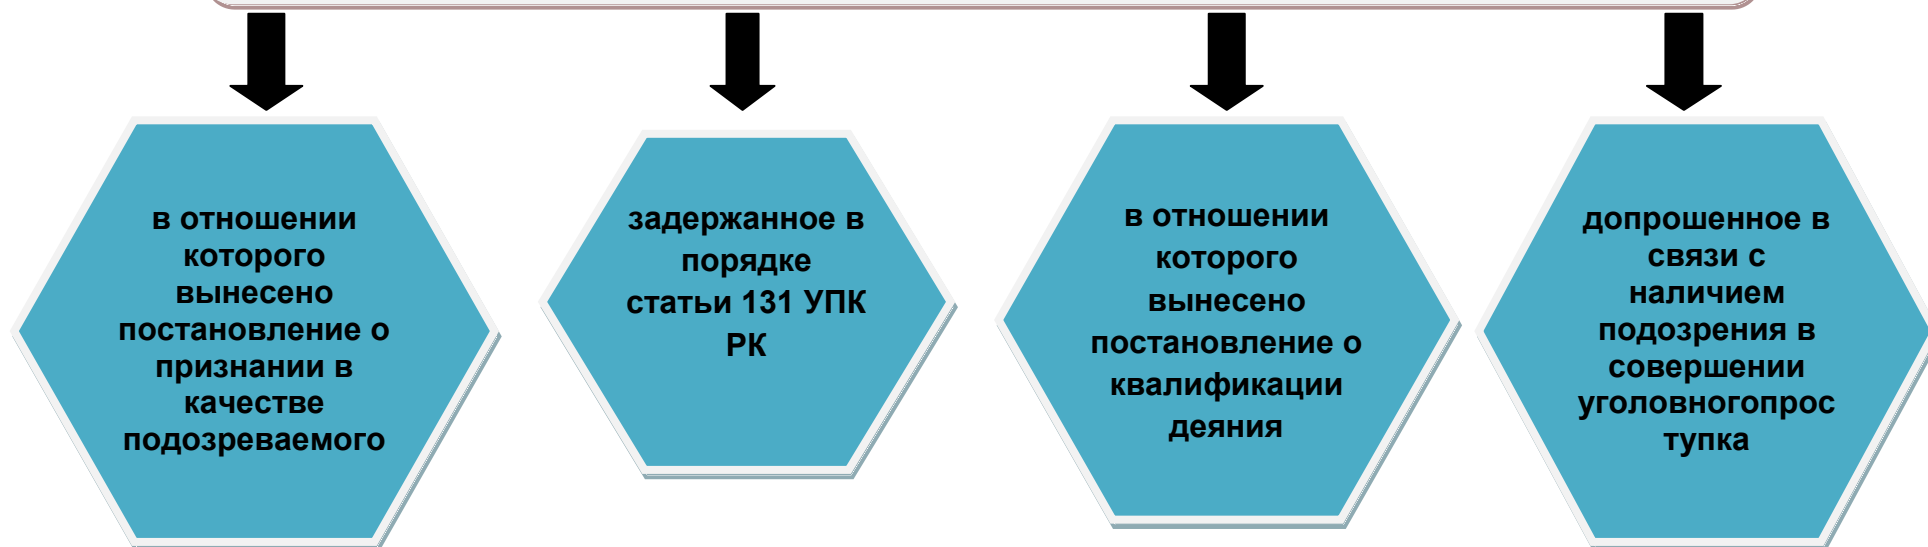 в отношении
которого
вынесено
постановление о
признании в
качестве
подозреваемого
задержанное в
порядке
статьи 131 УПК
РК
в отношении
которого
вынесено
постановление о
квалификации
деяния
допрошенное в
связи с
наличием
подозрения в
совершении
уголовногопрос
тупка